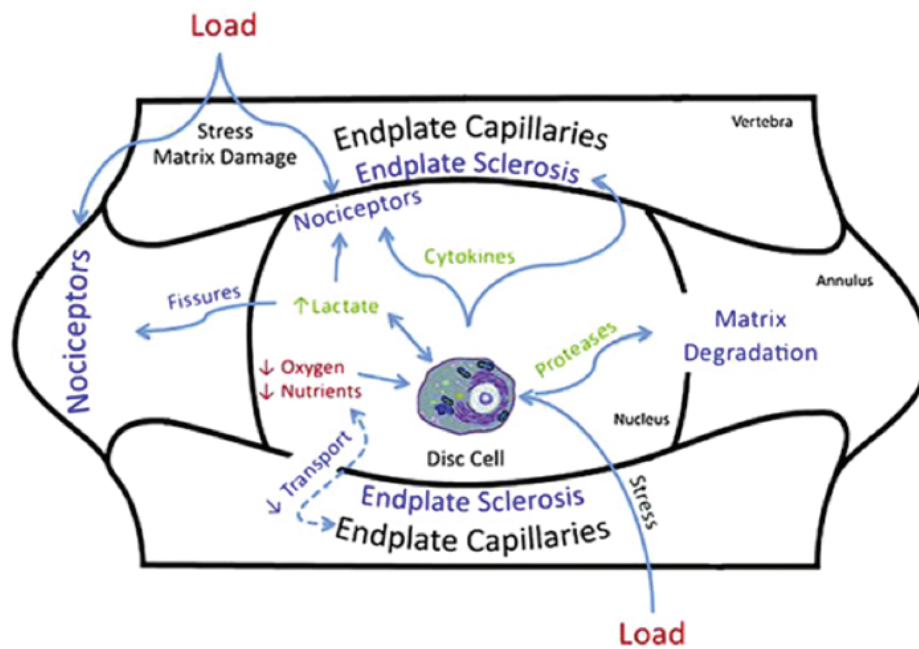 Load
Stress
Matrix Damage
Endplate Capillaries
Endplate Sclerosis
Vertebra
Nociceptors
Cytokines
Nociceptors
Fissures
↑Lactate
Annulus
Proteases
Matrix
Degradation
↓ Oxygen
↓ Nutrients
Nucleus
Disc Cell
↓ Transport
Stress
Endplate Sclerosis
Endplate Capillaries
Load